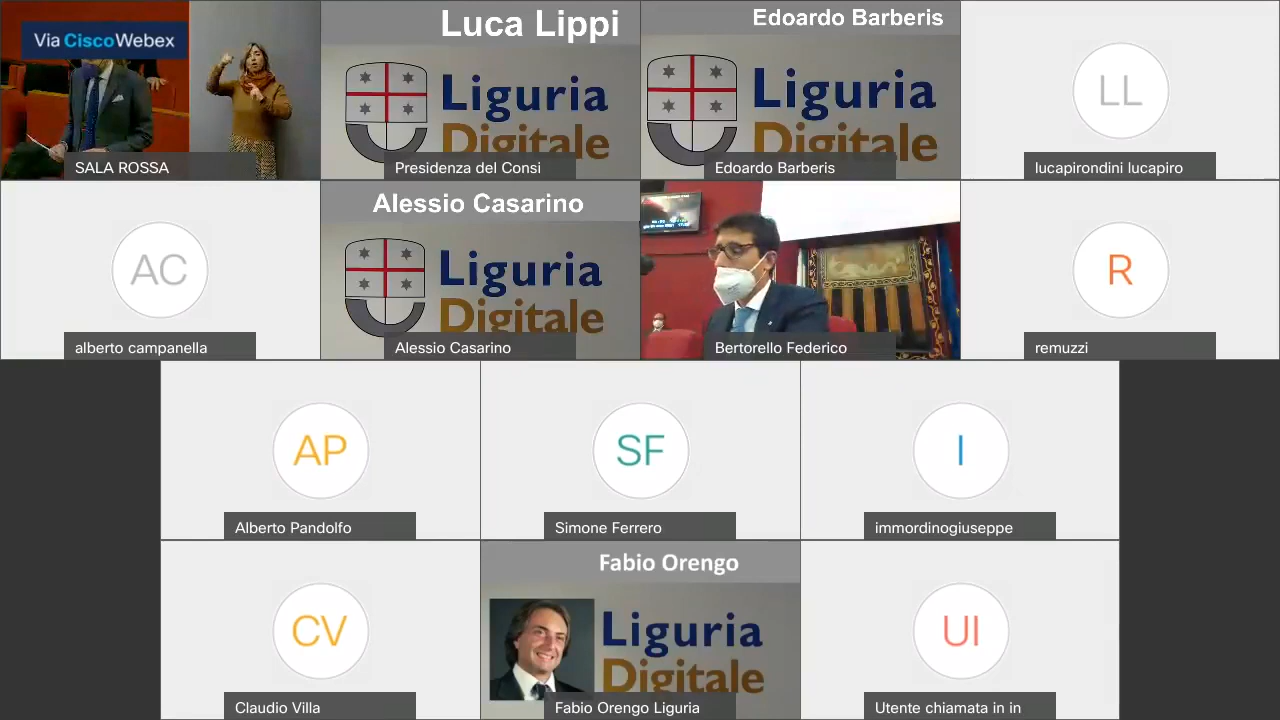 Via Cisco Webex
SALA ROSSA
Luca Lippi
Liguria
Digitale
Presidenza del Consi
Edoardo Barberis
Liguria
Digitale
Edoardo Barberis
LL
lucapirondini lucapiro
AC
alberto campanella
Alessio Casarino
Liguria
Digitale
Alessio Casarino
Bertorello Federico
R
remuzzi
AP
Alberto Pandolfo
SF
Simone Ferrero
I
immordinogiuseppe
CV
Claudio Villa
Fabio Orengo
Liguria
Digitale
Fabio Orengo Liguria
UI
Utente chiamata in in